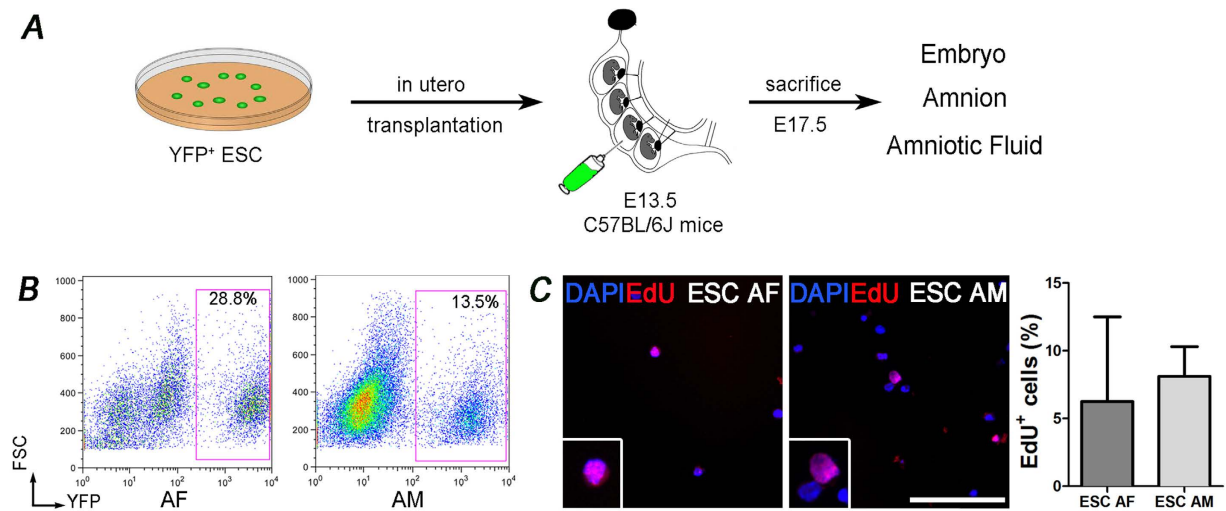 A
YFP⁺ ESC
in utero
transplantation
E13.5
C57BL/6J mice
sacrifice
E17.5
Embryo
Amnion
Amniotic Fluid
B
1000
800
600
400
200
0
28.8%
10⁰ 10¹ 10² 10³ 10⁴
AF
FSC
YFP
1000
800
600
400
200
0
13.5%
10⁰ 10¹ 10² 10³ 10⁴
AM
C
DAPI EdU ESC AF
DAPI EdU ESC AM
EdU⁺ cells (%)
15
10
5
0
ESC AF ESC AM